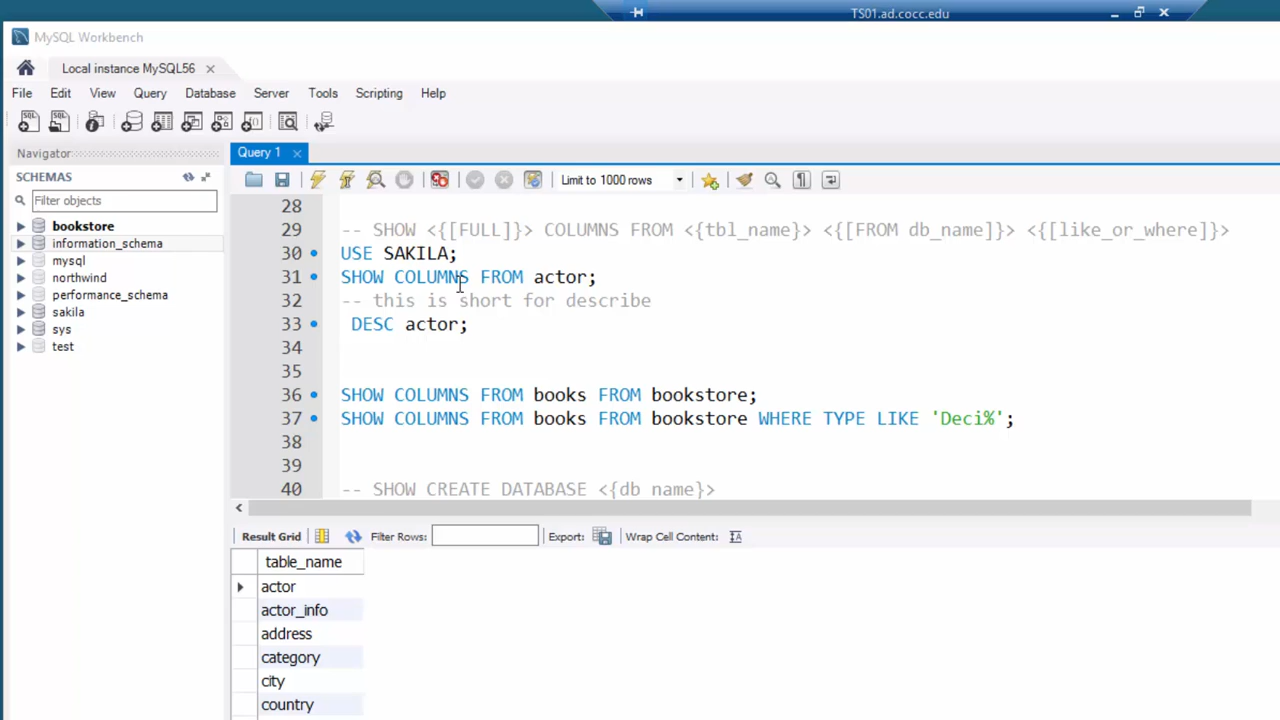 TS01.ad.cocc.edu
MySQL Workbench
Local instance MySQL56
File Edit View Query Database Server Tools Scripting Help
Navigator
Query 1
SCHEMAS
Limit to 1000 rows
Filter objects
bookstore
information_schema
mysql
northwind
performance_schema
sakila
sys
test
28
29 -- SHOW <{[FULL]}> COLUMNS FROM <{tbl_name}> <{[FROM db_name]}> <{[like_or_where]}>
30 USE SAKILA;
31 SHOW COLUMNS FROM actor;
32 -- this is short for describe
33 DESC actor;
34
35
36 SHOW COLUMNS FROM books FROM bookstore;
37 SHOW COLUMNS FROM books FROM bookstore WHERE TYPE LIKE 'Deci%';
38
39
40 -- SHOW CREATE DATABASE <{db name}>
Result Grid Filter Rows: Export: Wrap Cell Content:
table_name
actor
actor_info
address
category
city
country